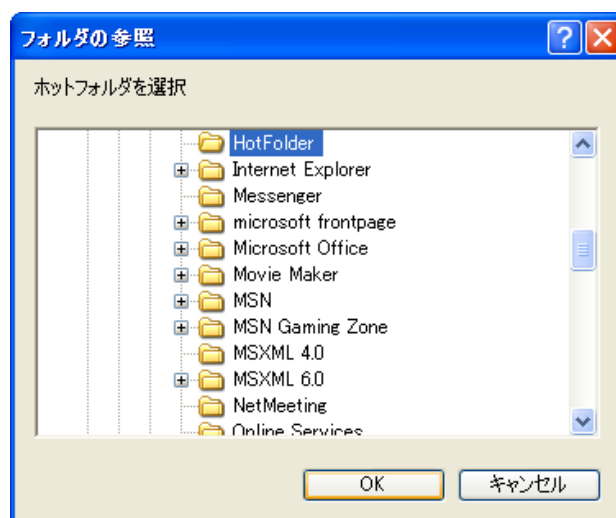 フォルダの参照
ホットフォルダを選択
HotFolder
Internet Explorer
Messenger
microsoft frontpage
Microsoft Office
Movie Maker
MSN
MSN Gaming Zone
MSXML 4.0
MSXML 6.0
NetMeeting
Online Services
OK
キャンセル